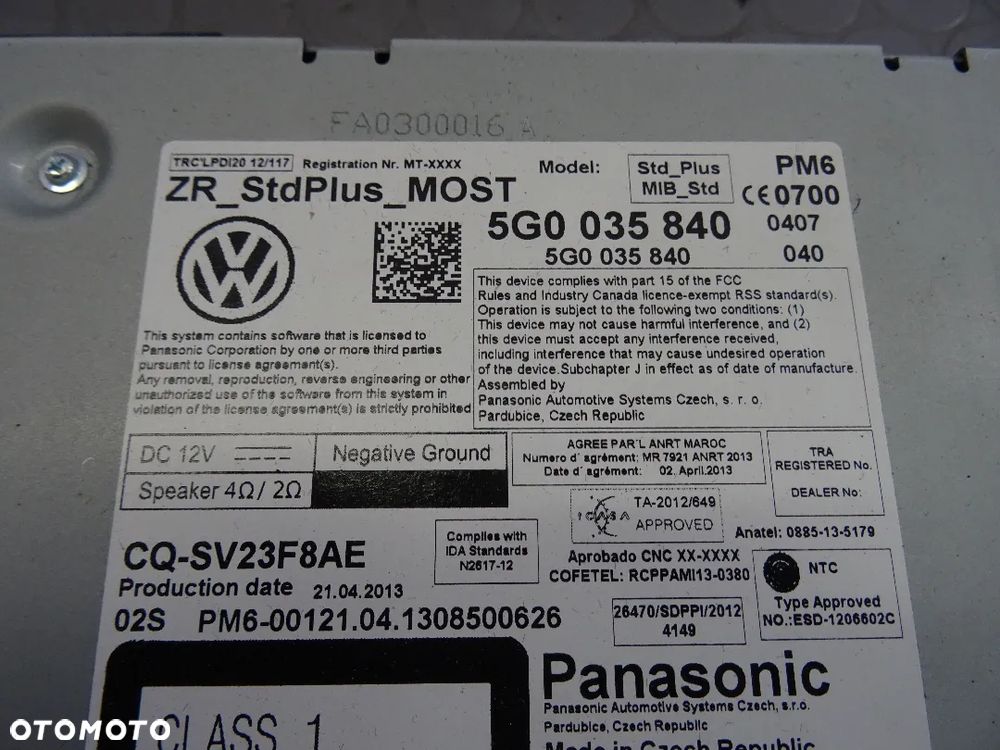 FA0300016 A
TRC'LPDI20 12/117 Registration Nr. MT-XXXX
ZR_StdPlus_MOST
Model:
Std_Plus
MIB_Std
PM6
CE 0700
5G0 035 840
0407
5G0 035 840
040
This device complies with part 15 of the FCC
Rules and Industry Canada licence-exempt RSS standard(s).
Operation is subject to the following two conditions: (1)
This device may not cause harmful interference, and (2)
this device must accept any interference received,
including interference that may cause undesired operation
of the device.Subchapter J in effect as of date of manufacture.
Assembled by
Panasonic Automotive Systems Czech, s. r. o.
Pardubice, Czech Republic
This system contains software that is licensed to
Panasonic Corporation by one or more third parties
pursuant to license agreement(s).
Any removal, reproduction, reverse engineering or other
unauthorized use of the software from this system in
violation of the license agreement(s) is strictly prohibited
DC 12V
Negative Ground
Speaker 4Ω/ 2Ω
AGREE PAR'L ANRT MAROC
Numero d' agrément: MR 7921 ANRT 2013
Date d' agrément: 02. April.2013
TRA
REGISTERED No.
DEALER No:
ICASA
TA-2012/649
APPROVED
Anatel: 0885-13-5179
CQ-SV23F8AE
Complies with
IDA Standards
N2617-12
Aprobado CNC XX-XXXX
COFETEL: RCPPAMI13-0380
NTC
Type Approved
NO.:ESD-1206602C
Production date 21.04.2013
02S PM6-00121.04.1308500626
26470/SDPPI/2012
4149
Panasonic
Panasonic Automotive Systems Czech, s.r.o.
Pardubice, Czech Republic
Made in Czech Republic
CLASS 1
OTOMOTO